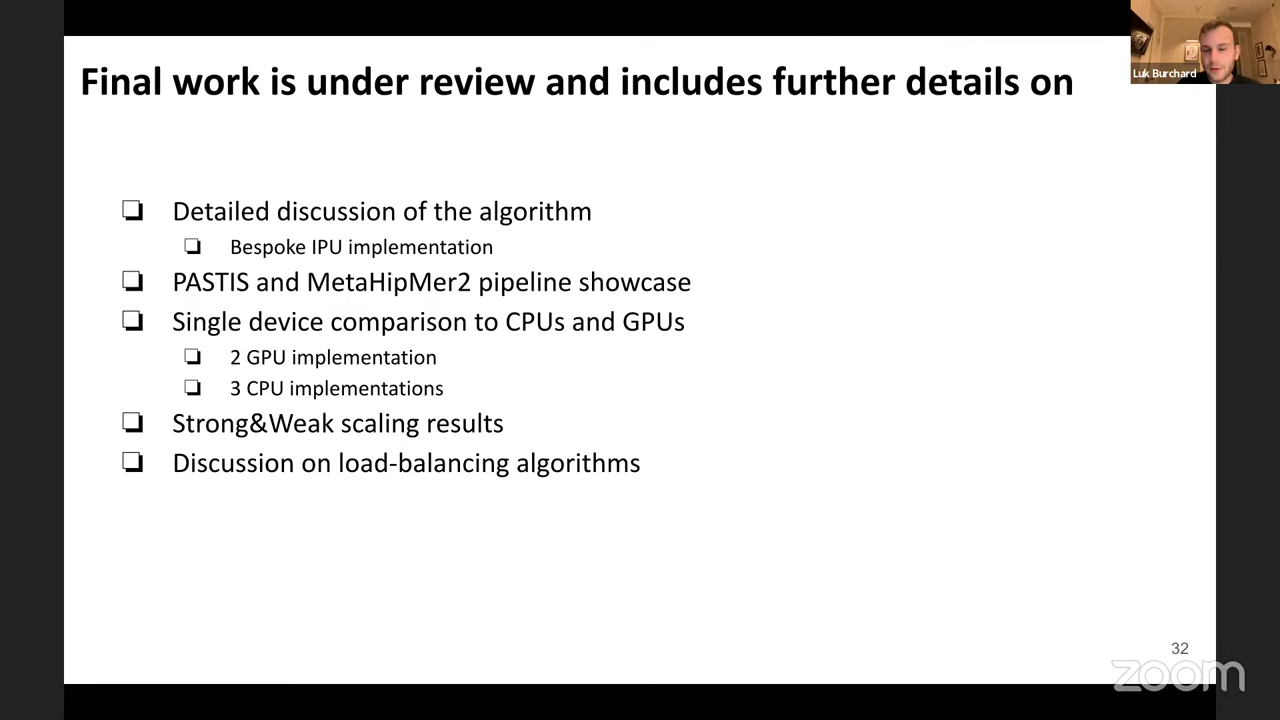 Final work is under review and includes further details on
Luk Burchard
Detailed discussion of the algorithm
Bespoke IPU implementation
PASTIS and MetaHipMer2 pipeline showcase
Single device comparison to CPUs and GPUs
2 GPU implementation
3 CPU implementations
Strong&Weak scaling results
Discussion on load-balancing algorithms
32
zoom